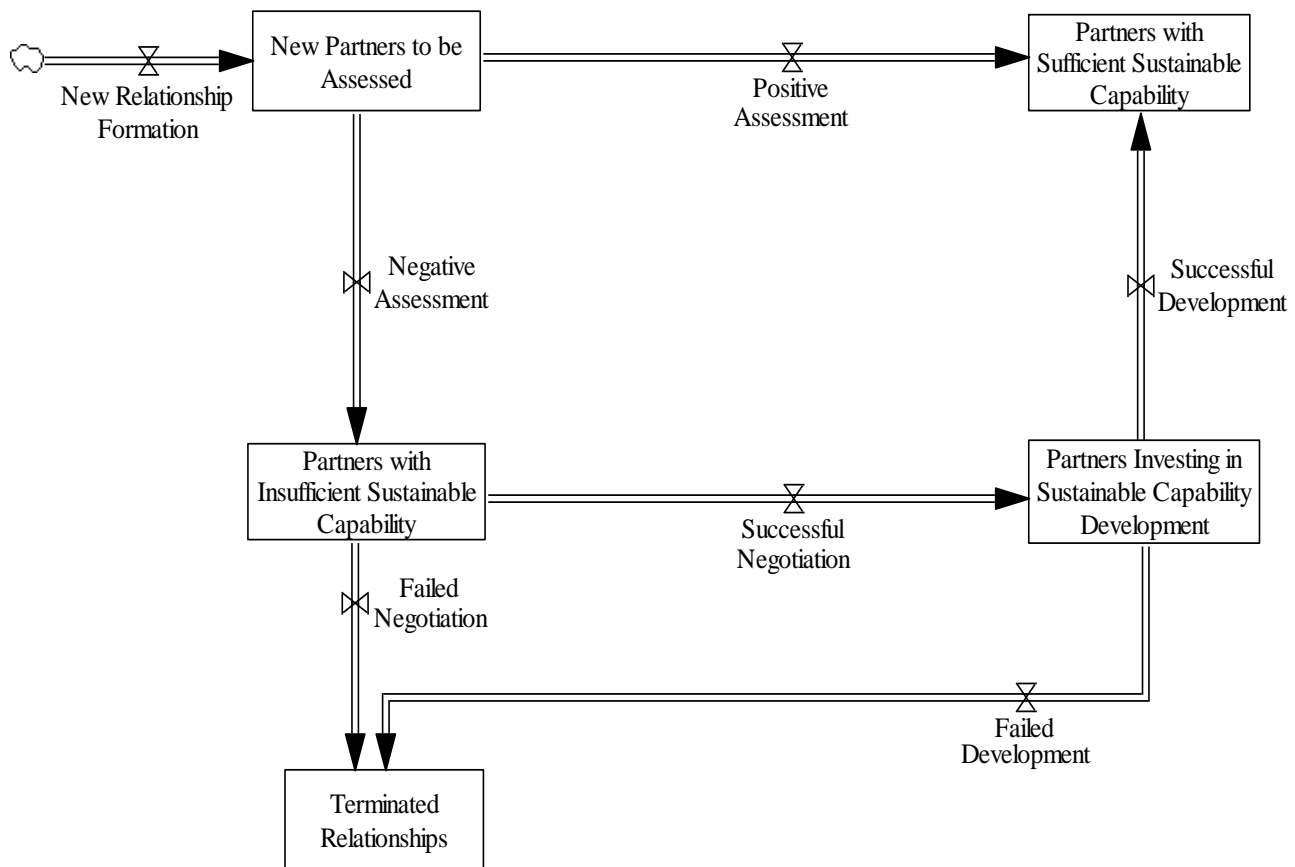 New Partners to be
Assessed
Partners with
Sufficient Sustainable
Capability
New Relationship
Formation
Positive
Assessment
Negative
Assessment
Successful
Development
Partners with
Insufficient Sustainable
Capability
Partners Investing in
Sustainable Capability
Development
Successful
Negotiation
Failed
Negotiation
Failed
Development
Terminated
Relationships